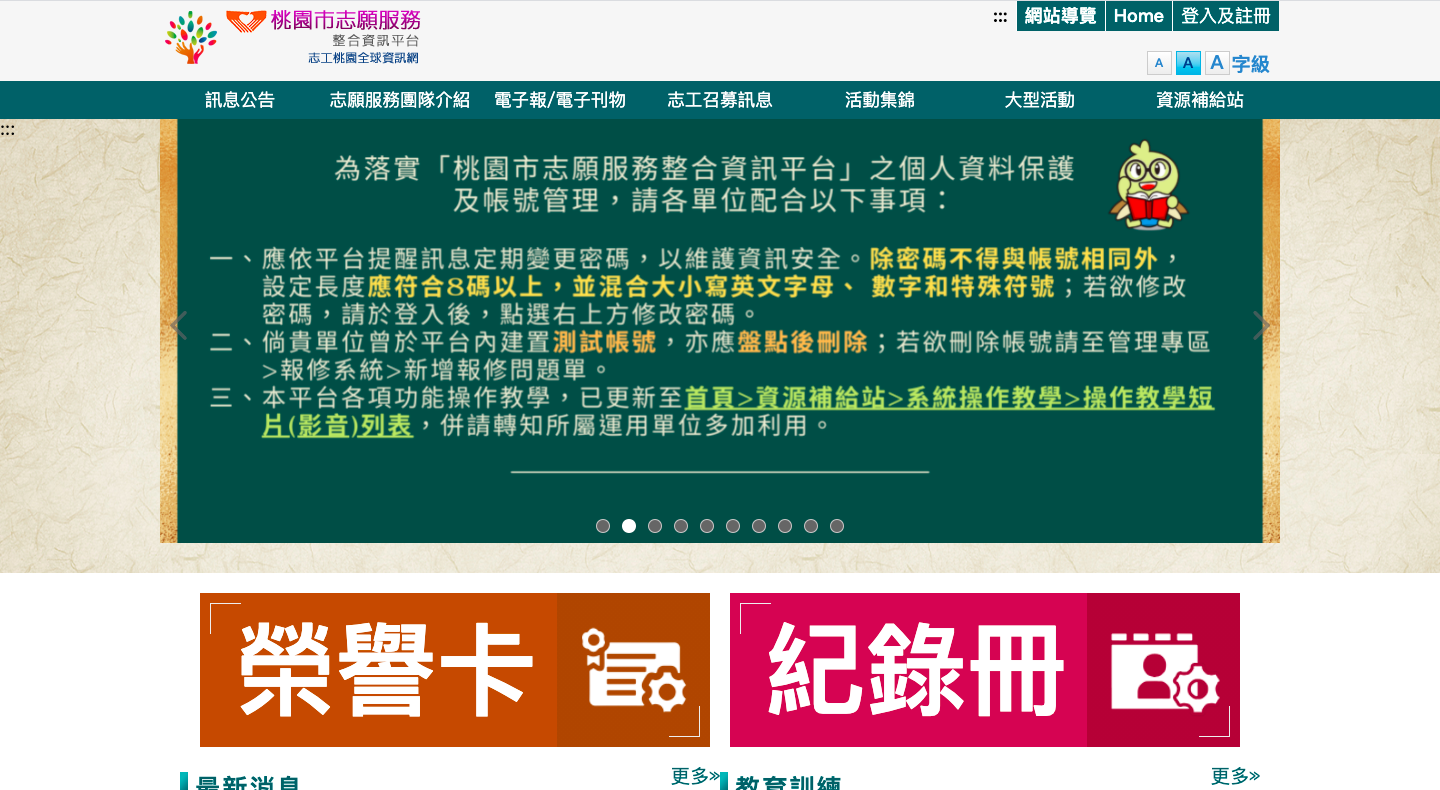 桃園市志願服務
整合資訊平台
志工桃園全球資訊網
:::
網站導覽
Home
登入及註冊
A
A
A
字級
訊息公告
志願服務團隊介紹
電子報/電子刊物
志工召募訊息
活動集錦
大型活動
資源補給站
:::
為落實「桃園市志願服務整合資訊平台」之個人資料保護
及帳號管理，請各單位配合以下事項：
一、應依平台提醒訊息定期變更密碼，以維護資訊安全。除密碼不得與帳號相同外，
設定長度應符合8碼以上，並混合大小寫英文字母、 數字和特殊符號；若欲修改
密碼，請於登入後，點選右上方修改密碼。
二、倘貴單位曾於平台內建置測試帳號，亦應盤點後刪除；若欲刪除帳號請至管理專區
>報修系統>新增報修問題單。
三、本平台各項功能操作教學，已更新至首頁>資源補給站>系統操作教學>操作教學短
片(影音)列表，併請轉知所屬運用單位多加利用。
榮譽卡
紀錄冊
最新消息
更多»
教育訓練
更多»